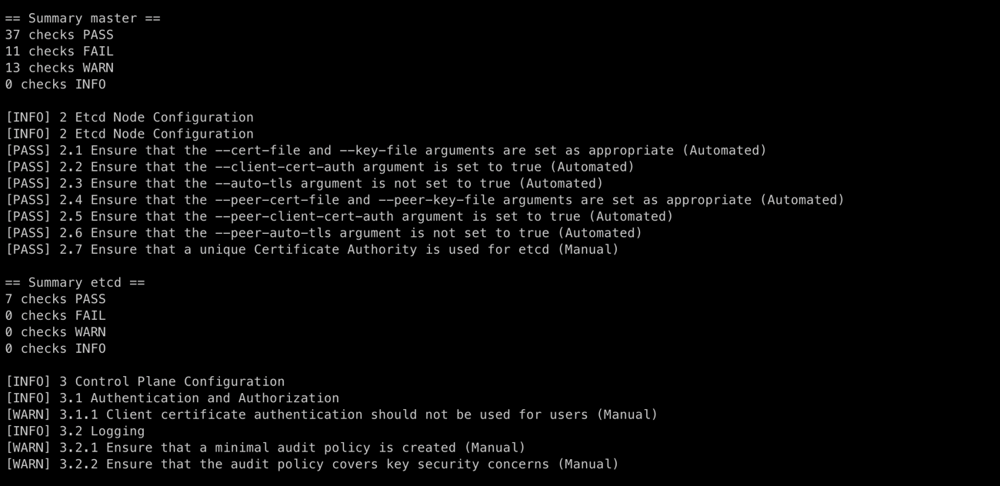 == Summary master ==
37 checks PASS
11 checks FAIL
13 checks WARN
0 checks INFO
[INFO] 2 Etcd Node Configuration
[INFO] 2 Etcd Node Configuration
[PASS] 2.1 Ensure that the --cert-file and --key-file arguments are set as appropriate (Automated)
[PASS] 2.2 Ensure that the --client-cert-auth argument is set to true (Automated)
[PASS] 2.3 Ensure that the --auto-tls argument is not set to true (Automated)
[PASS] 2.4 Ensure that the --peer-cert-file and --peer-key-file arguments are set as appropriate (Automated)
[PASS] 2.5 Ensure that the --peer-client-cert-auth argument is set to true (Automated)
[PASS] 2.6 Ensure that the --peer-auto-tls argument is not set to true (Automated)
[PASS] 2.7 Ensure that a unique Certificate Authority is used for etcd (Manual)
== Summary etcd ==
7 checks PASS
0 checks FAIL
0 checks WARN
0 checks INFO
[INFO] 3 Control Plane Configuration
[INFO] 3.1 Authentication and Authorization
[WARN] 3.1.1 Client certificate authentication should not be used for users (Manual)
[INFO] 3.2 Logging
[WARN] 3.2.1 Ensure that a minimal audit policy is created (Manual)
[WARN] 3.2.2 Ensure that the audit policy covers key security concerns (Manual)